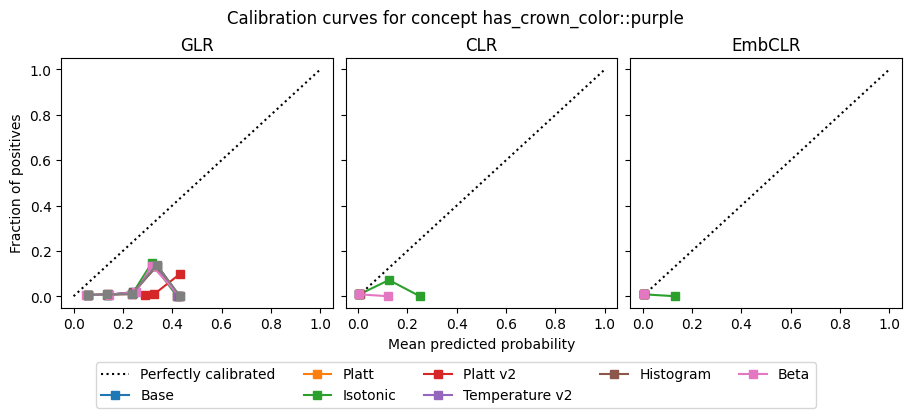 Calibration curves for concept has_crown_color::purple
GLR
CLR
EmbCLR
1.0
0.8
0.6
0.4
0.2
0.0
Fraction of positives
0.0 0.2 0.4 0.6 0.8 1.0
0.0 0.2 0.4 0.6 0.8 1.0
0.0 0.2 0.4 0.6 0.8 1.0
Mean predicted probability
Perfectly calibrated
Base
Platt
Isotonic
Platt v2
Temperature v2
Histogram
Beta